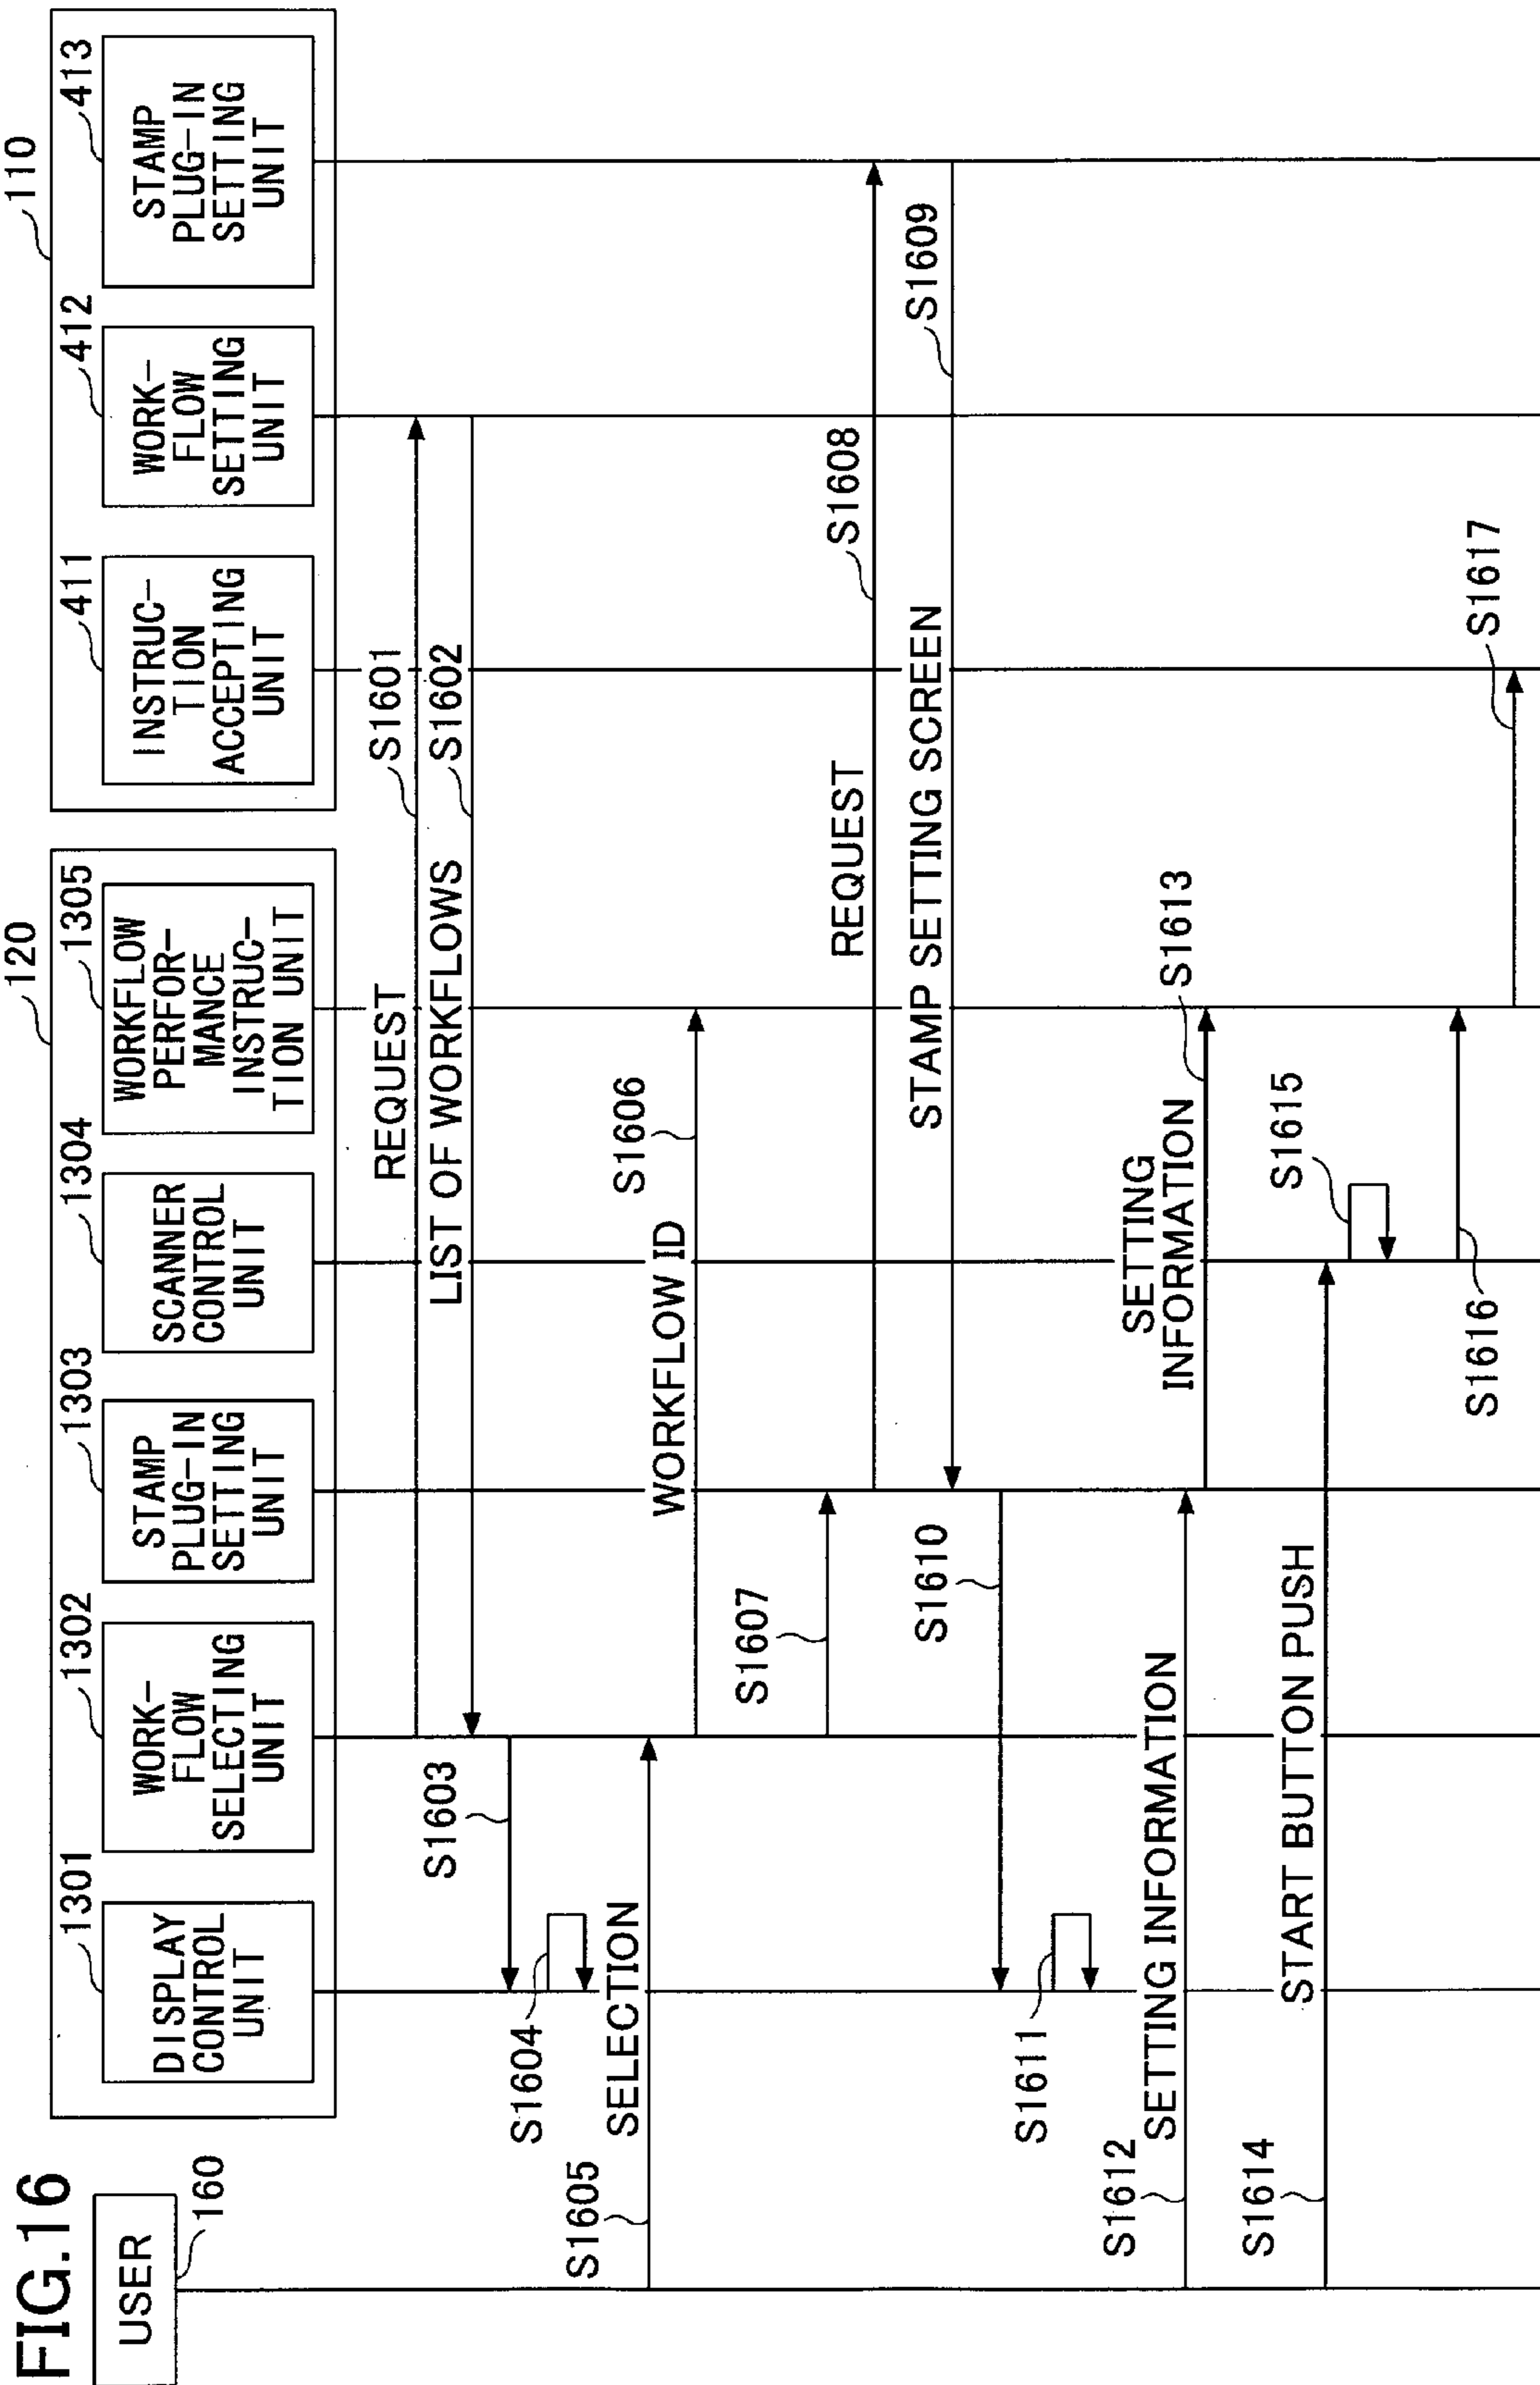 FIG.16
USER
160
120
110
1301
DISPLAY
CONTROL
UNIT
1302
WORK-
FLOW
SELECTING
UNIT
1303
STAMP
PLUG-IN
SETTING
UNIT
1304
SCANNER
CONTROL
UNIT
1305
WORKFLOW
PERFOR-
MANCE
INSTRUC-
TION UNIT
411
INSTRUC-
TION
ACCEPTING
UNIT
412
WORK-
FLOW
SETTING
UNIT
413
STAMP
PLUG-IN
SETTING
UNIT
REQUEST
S1601
LIST OF WORKFLOWS
S1602
S1603
S1604
S1605
SELECTION
WORKFLOW ID
S1606
S1607
REQUEST
S1608
STAMP SETTING SCREEN
S1609
S1610
S1611
S1612
SETTING INFORMATION
SETTING
INFORMATION
S1613
S1614
START BUTTON PUSH
S1615
S1616
S1617